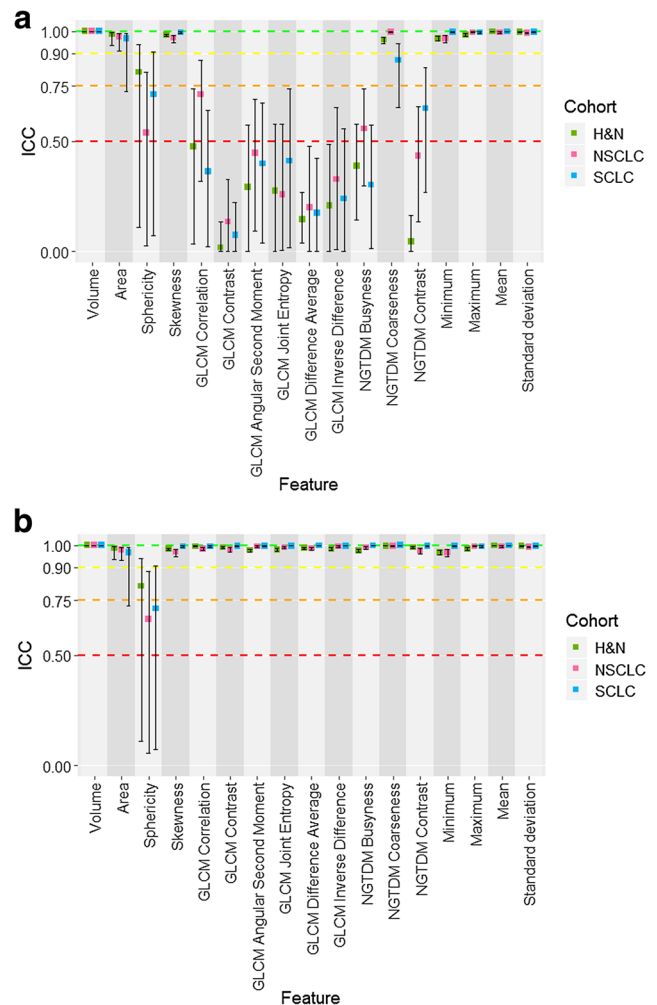 a
1.00
0.90
0.75
0.50
0.00
ICC
Volume
Area
Sphericity
Skewness
GLCM Correlation
GLCM Contrast
GLCM Angular Second Moment
GLCM Joint Entropy
GLCM Difference Average
GLCM Inverse Difference
NGTDM Busyness
NGTDM Coarseness
NGTDM Contrast
Minimum
Maximum
Mean
Standard deviation
Feature
Cohort
H&N
NSCLC
SCLC
b
1.00
0.90
0.75
0.50
0.00
ICC
Volume
Area
Sphericity
Skewness
GLCM Correlation
GLCM Contrast
GLCM Angular Second Moment
GLCM Joint Entropy
GLCM Difference Average
GLCM Inverse Difference
NGTDM Busyness
NGTDM Coarseness
NGTDM Contrast
Minimum
Maximum
Mean
Standard deviation
Feature
Cohort
H&N
NSCLC
SCLC